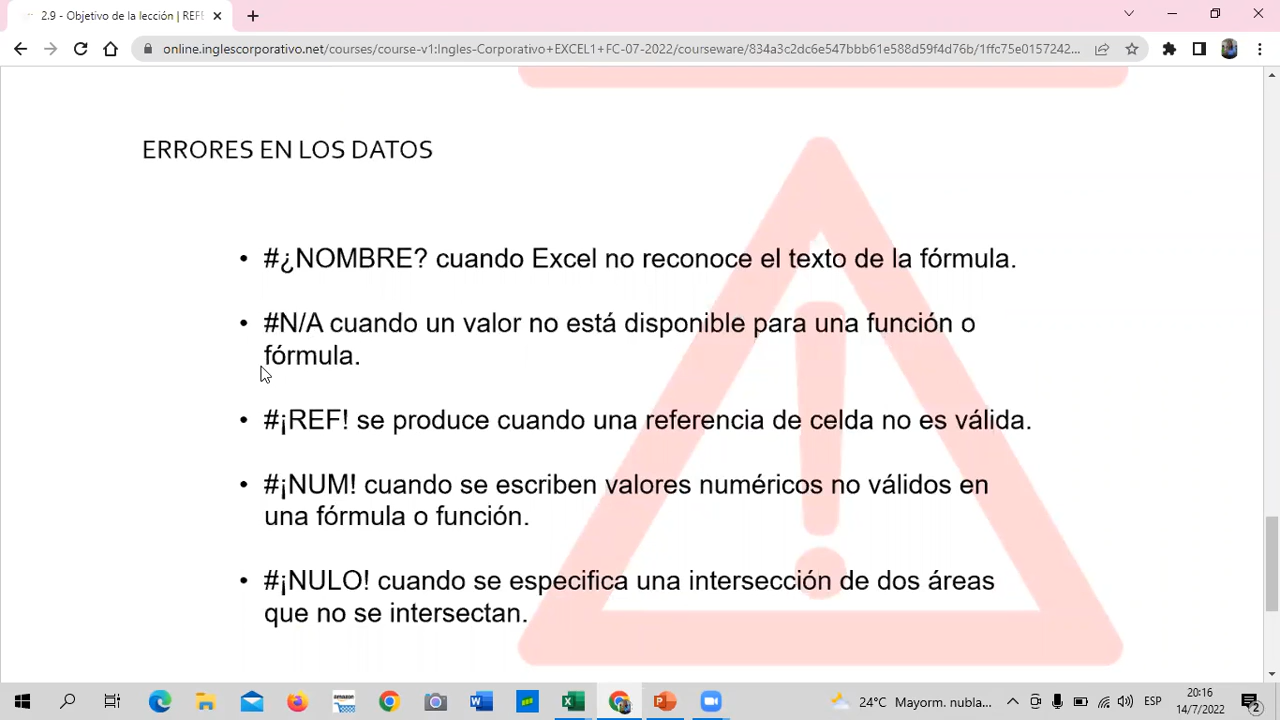 2.9 - Objetivo de la lección | REF!
online.inglescorporativo.net/courses/course-v1:Ingles-Corporativo+EXCEL1+FC-07-2022/courseware/834a3c2dc6e547bbb61e588d59f4d76b/1ffc75e0157242...
ERRORES EN LOS DATOS
• #¿NOMBRE? cuando Excel no reconoce el texto de la fórmula.
• #N/A cuando un valor no está disponible para una función o
fórmula.
• #¡REF! se produce cuando una referencia de celda no es válida.
• #¡NUM! cuando se escriben valores numéricos no válidos en
una fórmula o función.
• #¡NULO! cuando se especifica una intersección de dos áreas
que no se intersectan.
amazon
24°C Mayorm. nubla...
ESP
20:16
14/7/2022
2